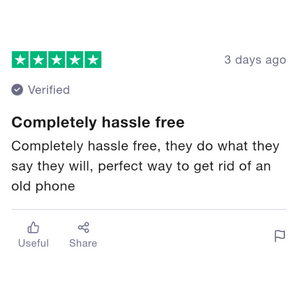 3 days ago
Verified
Completely hassle free
Completely hassle free, they do what they
say they will, perfect way to get rid of an
old phone
Useful
Share